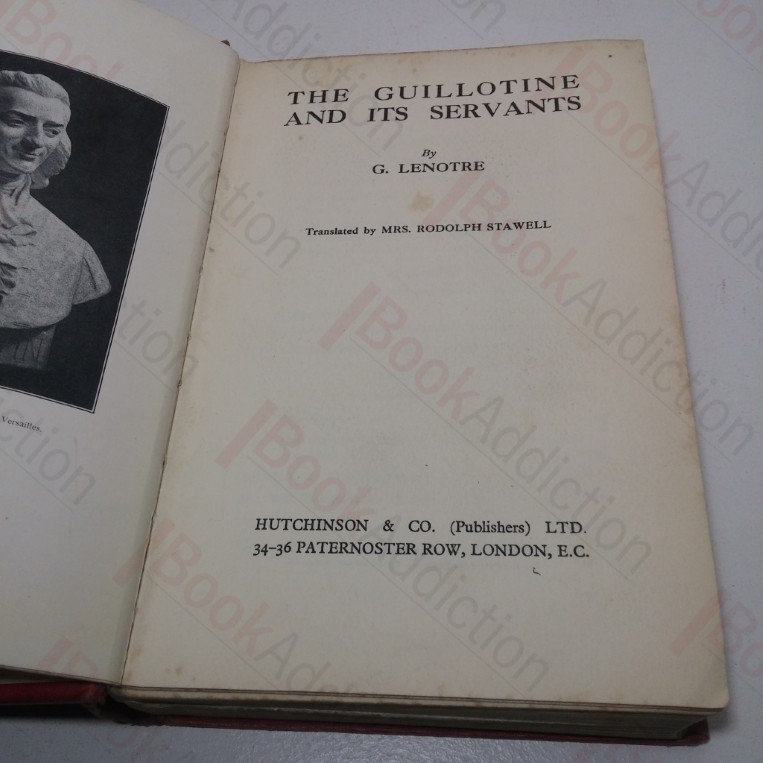 Versailles.
THE GUILLOTINE
AND ITS SERVANTS
By
G. LENOTRE
Translated by MRS. RODOLPH STAWELL
HUTCHINSON & CO. (Publishers) LTD.
34-36 PATERNOSTER ROW, LONDON, E.C.
BookAddiction